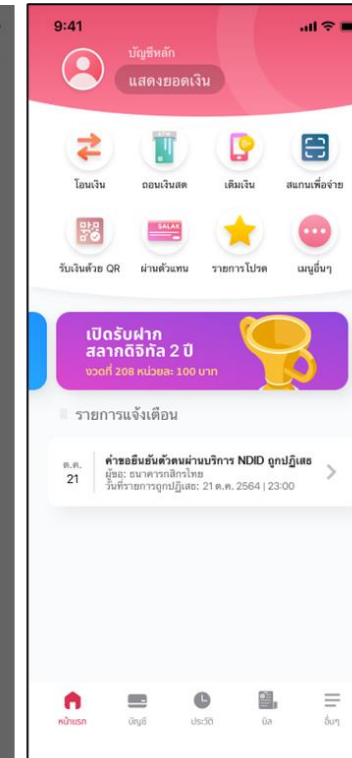 9:41
บัญชีหลัก
แสดงยอดเงิน
โอนเงิน
ถอนเงินสด
เติมเงิน
สแกนเพื่อจ่าย
SALAK
รับเงินด้วย QR
ผ่านตัวแทน
รายการโปรด
เมนูอื่นๆ
เปิดรับฝาก
สลากดิจิทัล 2 ปี
งวดที่ 208 หน่วยละ 100 บาท
รายการแจ้งเตือน
ต.ค.
21
คำขอยืนยันตัวตนผ่านบริการ NDID ถูกปฏิเสธ
ผู้ขอ: ธนาคารกสิกรไทย
วันที่รายการถูกปฏิเสธ: 21 ต.ค. 2564 | 23:00
หน้าแรก
บัญชี
ประวัติ
บิล
อื่นๆ